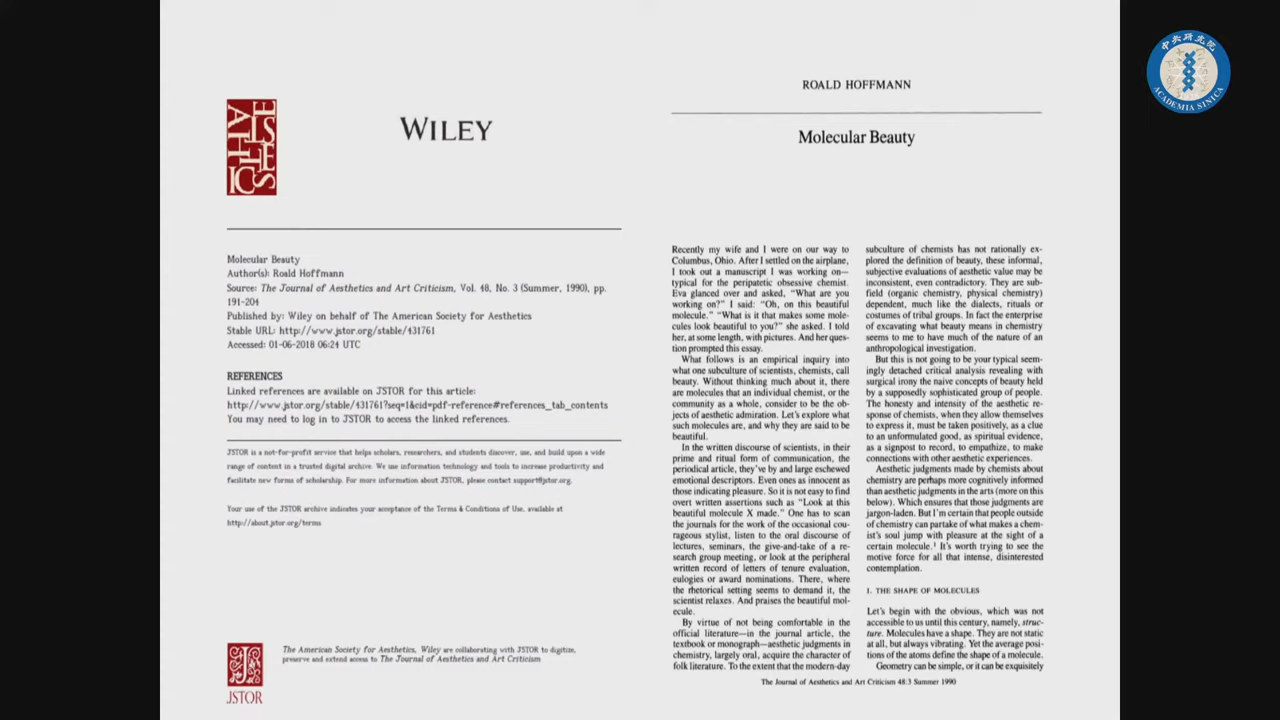 AESTHETICS
WILEY
Molecular Beauty
Author(s): Roald Hoffmann
Source: The Journal of Aesthetics and Art Criticism, Vol. 48, No. 3 (Summer, 1990), pp.
191-204
Published by: Wiley on behalf of The American Society for Aesthetics
Stable URL: http://www.jstor.org/stable/431761
Accessed: 01-06-2018 06:24 UTC
REFERENCES
Linked references are available on JSTOR for this article:
http://www.jstor.org/stable/431761?seq=1&cid=pdf-reference#references_tab_contents
You may need to log in to JSTOR to access the linked references.
JSTOR is a not-for-profit service that helps scholars, researchers, and students discover, use, and build upon a wide
range of content in a trusted digital archive. We use information technology and tools to increase productivity and
facilitate new forms of scholarship. For more information about JSTOR, please contact support@jstor.org.
Your use of the JSTOR archive indicates your acceptance of the Terms & Conditions of Use, available at
http://about.jstor.org/terms
JSTOR
The American Society for Aesthetics, Wiley are collaborating with JSTOR to digitize,
preserve and extend access to The Journal of Aesthetics and Art Criticism
ROALD HOFFMANN
Molecular Beauty
Recently my wife and I were on our way to
Columbus, Ohio. After I settled on the airplane,
I took out a manuscript I was working on—
typical for the peripatetic obsessive chemist.
Eva glanced over and asked, "What are you
working on?" I said: "Oh, on this beautiful
molecule." "What is it that makes some mole-
cules look beautiful to you?" she asked. I told
her, at some length, with pictures. And her ques-
tion prompted this essay.
What follows is an empirical inquiry into
what one subculture of scientists, chemists, call
beauty. Without thinking much about it, there
are molecules that an individual chemist, or the
community as a whole, consider to be the ob-
jects of aesthetic admiration. Let's explore what
such molecules are, and why they are said to be
beautiful.
In the written discourse of scientists, in their
prime and ritual form of communication, the
periodical article, they've by and large eschewed
emotional descriptors. Even ones as innocent as
those indicating pleasure. So it is not easy to find
overt written assertions such as "Look at this
beautiful molecule X made." One has to scan
the journals for the work of the occasional cou-
rageous stylist, listen to the oral discourse of
lectures, seminars, the give-and-take of a re-
search group meeting, or look at the peripheral
written record of letters of tenure evaluation,
eulogies or award nominations. There, where
the rhetorical setting seems to demand it, the
scientist relaxes. And praises the beautiful mol-
ecule.
By virtue of not being comfortable in the
official literature—in the journal article, the
textbook or monograph—aesthetic judgments in
chemistry, largely oral, acquire the character of
folk literature. To the extent that the modern-day
subculture of chemists has not rationally ex-
plored the definition of beauty, these informal,
subjective evaluations of aesthetic value may be
inconsistent, even contradictory. They are sub-
field (organic chemistry, physical chemistry)
dependent, much like the dialects, rituals or
costumes of tribal groups. In fact the enterprise
of excavating what beauty means in chemistry
seems to me to have much of the nature of an
anthropological investigation.
But this is not going to be your typical seem-
ingly detached critical analysis revealing with
surgical irony the naive concepts of beauty held
by a supposedly sophisticated group of people.
The honesty and intensity of the aesthetic re-
sponse of chemists, when they allow themselves
to express it, must be taken positively, as a clue
to an unformulated good, as spiritual evidence,
as a signpost to record, to empathize, to make
connections with other aesthetic experiences.
Aesthetic judgments made by chemists about
chemistry are perhaps more cognitively informed
than aesthetic judgments in the arts (more on this
below). Which ensures that those judgments are
jargon-laden. But I'm certain that people outside
of chemistry can partake of what makes a chem-
ist's soul jump with pleasure at the sight of a
certain molecule.¹ It's worth trying to see the
motive force for all that intense, disinterested
contemplation.
I. THE SHAPE OF MOLECULES
Let's begin with the obvious, which was not
accessible to us until this century, namely, struc-
ture. Molecules have a shape. They are not static
at all, but always vibrating. Yet the average posi-
tions of the atoms define the shape of a molecule.
Geometry can be simple, or it can be exquisitely
The Journal of Aesthetics and Art Criticism 48:3 Summer 1990
中央研究院
ACADEMIA SINICA